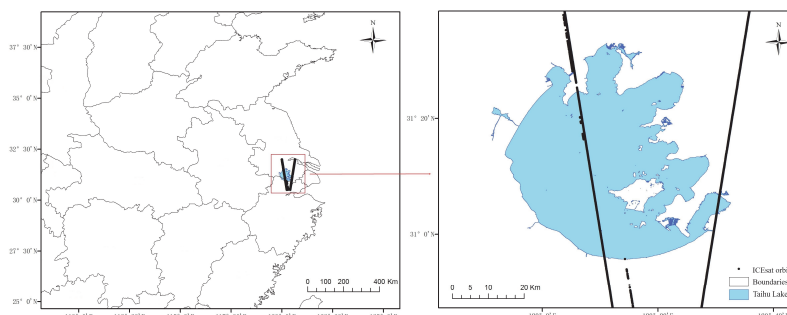 N
37° 30′ N
35° 0′ N
32° 30′ N
30° 0′ N
27° 30′ N
25° 0′ N
0 100 200 400 Km
N
31° 20′ N
31° 0′ N
0 5 10 20 Km
ICEsat orbi
Boundaries
Taihu Lake